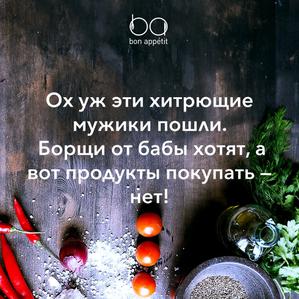 ba
bon appétit
Ох уж эти хитрющие
мужики пошли.
Борщи от бабы хотят, а
вот продукты покупать –
нет!